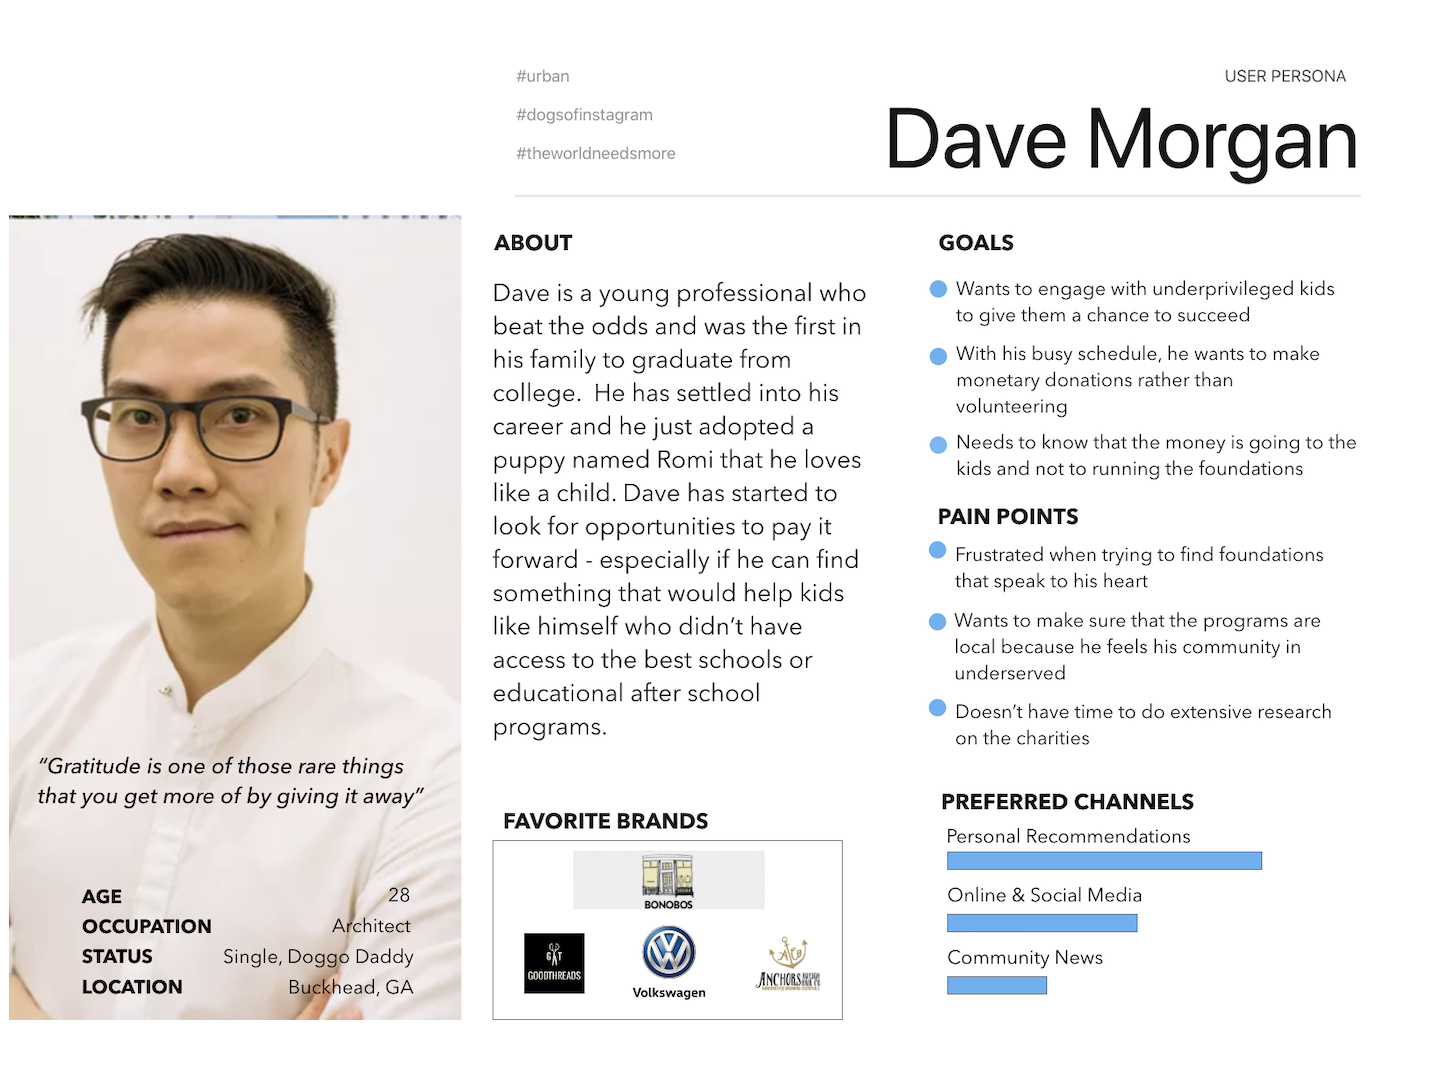 #urban
#dogsofinstagram
#theworldneedsmore
USER PERSONA
Dave Morgan
ABOUT
Dave is a young professional who
beat the odds and was the first in
his family to graduate from
college.  He has settled into his
career and he just adopted a
puppy named Romi that he loves
like a child. Dave has started to
look for opportunities to pay it
forward - especially if he can find
something that would help kids
like himself who didn’t have
access to the best schools or
educational after school
programs.
GOALS
Wants to engage with underprivileged kids
to give them a chance to succeed
With his busy schedule, he wants to make
monetary donations rather than
volunteering
Needs to know that the money is going to the
kids and not to running the foundations
PAIN POINTS
Frustrated when trying to find foundations
that speak to his heart
Wants to make sure that the programs are
local because he feels his community in
underserved
Doesn’t have time to do extensive research
on the charities
“Gratitude is one of those rare things
that you get more of by giving it away”
AGE 28
OCCUPATION Architect
STATUS Single, Doggo Daddy
LOCATION Buckhead, GA
FAVORITE BRANDS
BONOBOS
GOODTHREADS
Volkswagen
ANCHORS
PREFERRED CHANNELS
Personal Recommendations
Online & Social Media
Community News